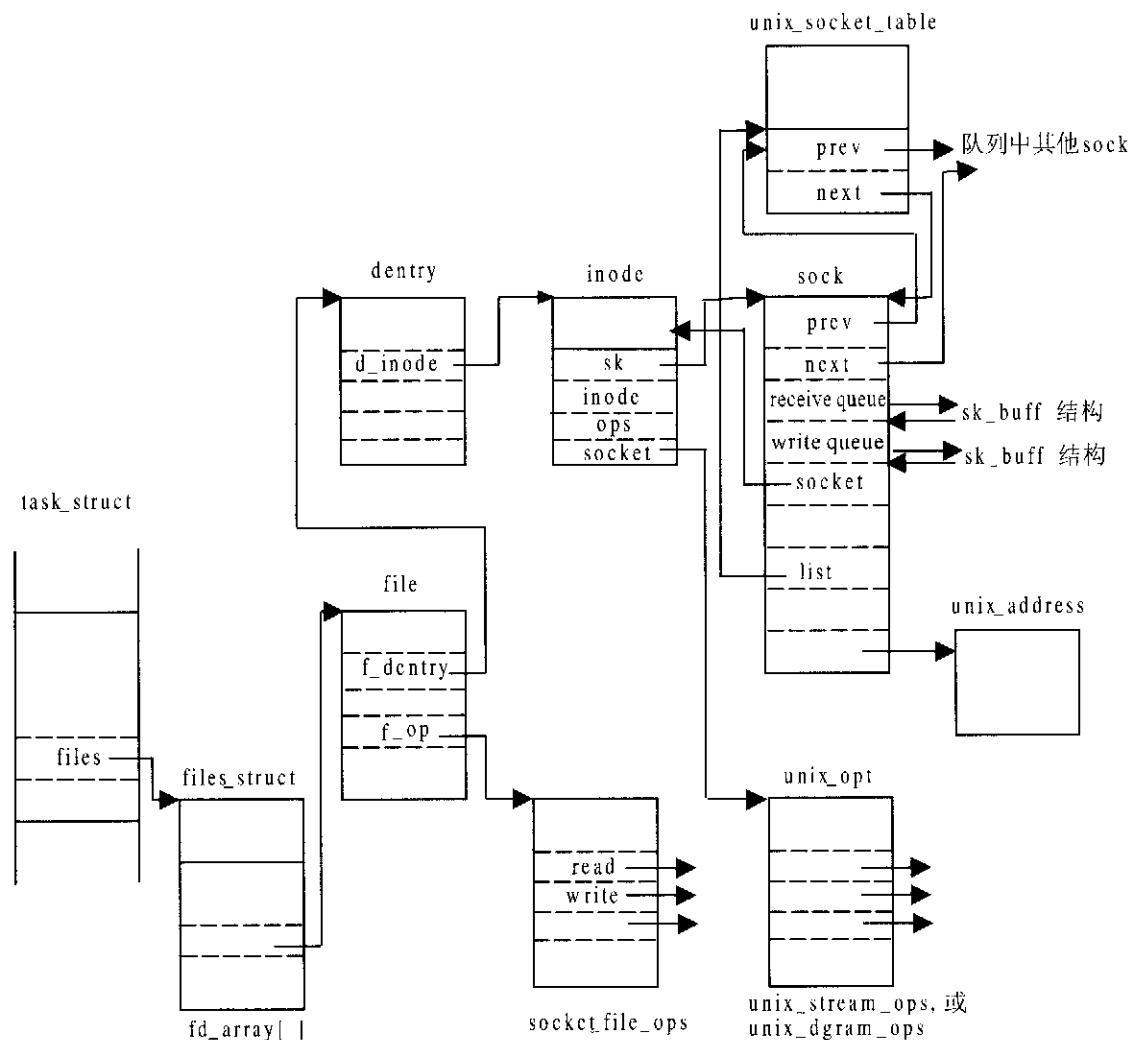 unix_socket_table
prev
队列中其他sock
next
dentry
inode
sock
prev
d_inode
sk
next
inode
receive queue
sk_buff 结构
ops
write queue
socket
sk_buff 结构
socket
task_struct
list
file
unix_address
f_dentry
f_op
files
files_struct
unix_opt
read
write
fd_array[ ]
socket_file_ops
unix_stream_ops, 或
unix_dgram_ops